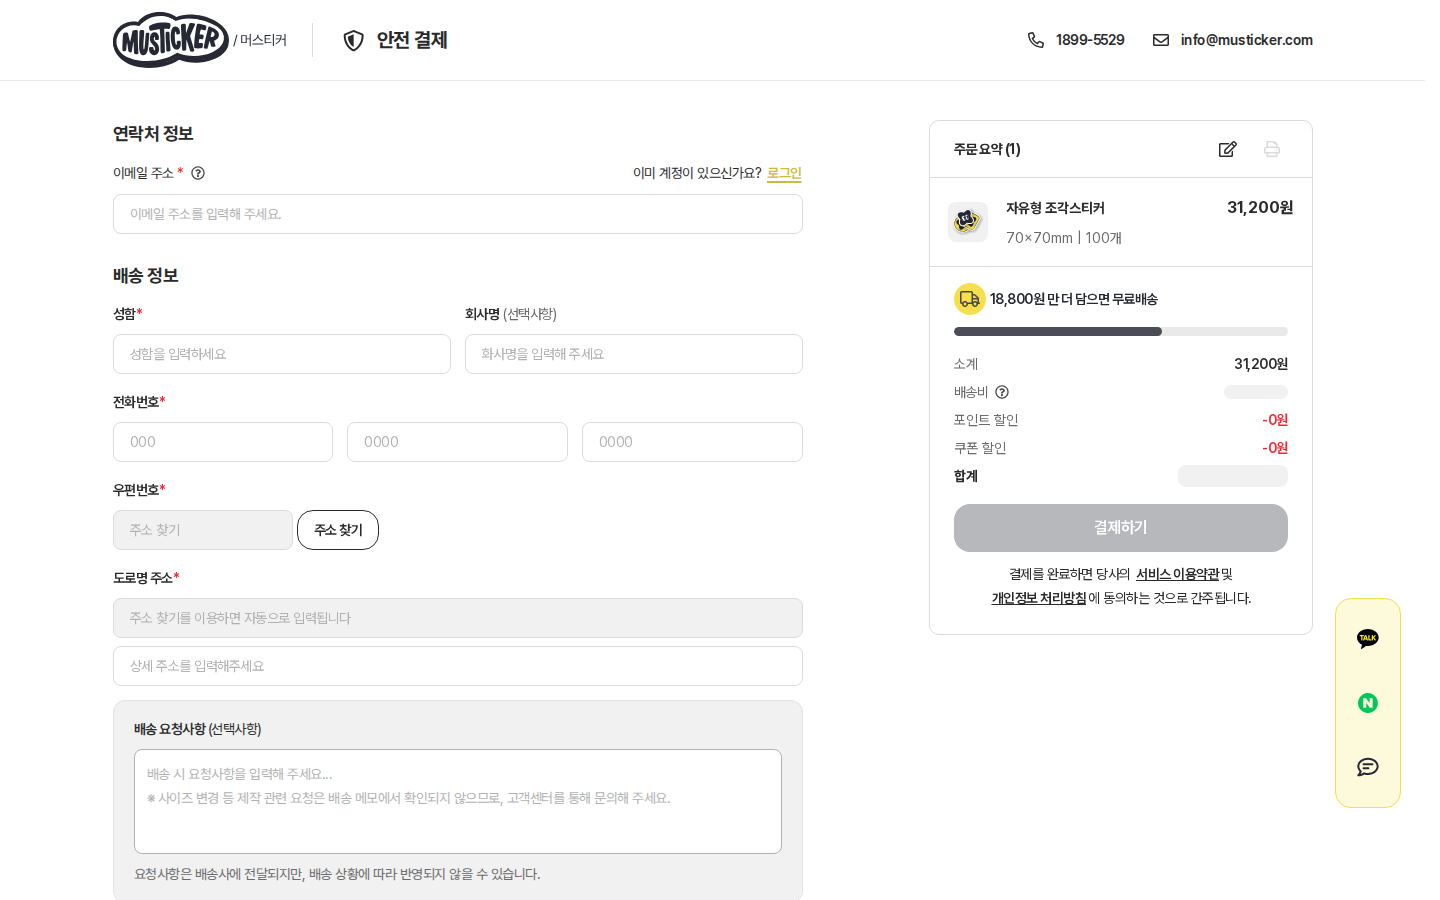 MUSTICKER / 머스티커
안전 결제
1899-5529
info@musticker.com
연락처 정보
이메일 주소 *
이미 계정이 있으신가요? 로그인
이메일 주소를 입력해 주세요.
배송 정보
성함*
회사명 (선택사항)
성함을 입력하세요
화사명을 입력해 주세요
전화번호*
000
0000
0000
우편번호*
주소 찾기
주소 찾기
도로명 주소*
주소 찾기를 이용하면 자동으로 입력됩니다
상세 주소를 입력해주세요
배송 요청사항 (선택사항)
배송 시 요청사항을 입력해 주세요...
※ 사이즈 변경 등 제작 관련 요청은 배송 메모에서 확인되지 않으므로, 고객센터를 통해 문의해 주세요.
요청사항은 배송사에 전달되지만, 배송 상황에 따라 반영되지 않을 수 있습니다.
주문 요약 (1)
자유형 조각스티커
31,200원
70×70mm | 100개
18,800원 만 더 담으면 무료배송
소계
31,200원
배송비
포인트 할인
-0원
쿠폰 할인
-0원
합계
결제하기
결제를 완료하면 당사의 서비스 이용약관 및
개인정보 처리방침 에 동의하는 것으로 간주됩니다.
TALK
N